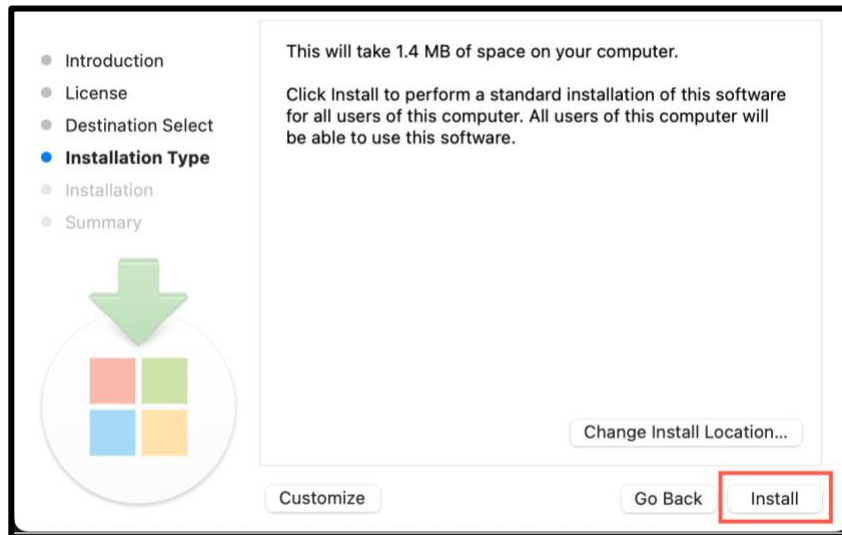 Introduction
License
Destination Select
Installation Type
Installation
Summary
This will take 1.4 MB of space on your computer.
Click Install to perform a standard installation of this software
for all users of this computer. All users of this computer will
be able to use this software.
Change Install Location...
Customize
Go Back
Install